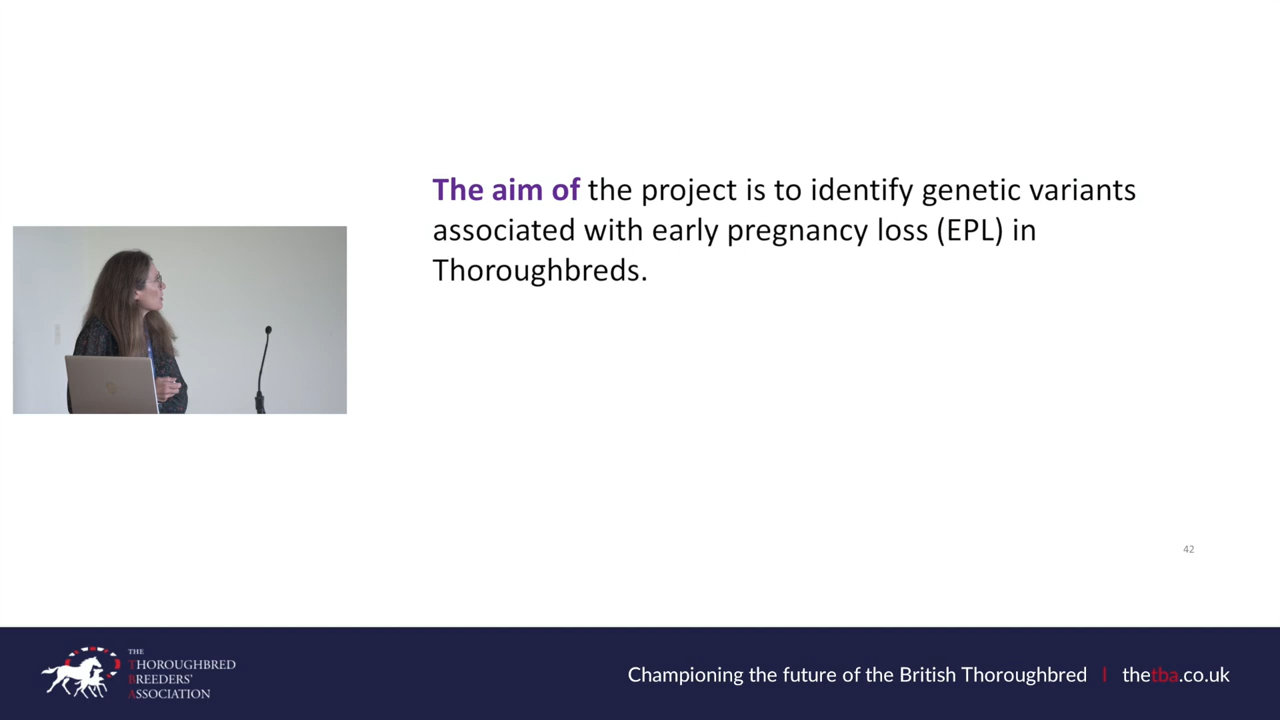 The aim of the project is to identify genetic variants
associated with early pregnancy loss (EPL) in
Thoroughbreds.
42
THE
THOROUGHBRED
BREEDERS'
ASSOCIATION
Championing the future of the British Thoroughbred | thetba.co.uk